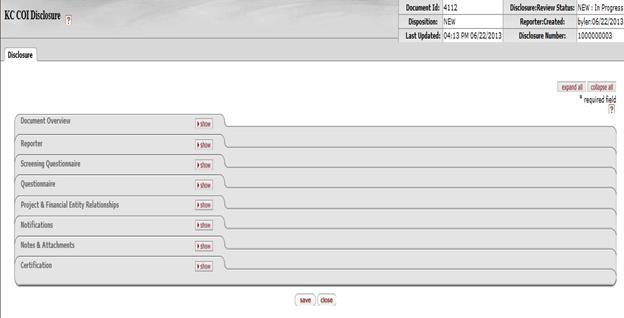 KC COI Disclosure ?
Document Id: 4112 Disclosure:Review Status: NEW : In Progress
Disposition: NEW Reporter:Created: byler:06/22/2013
Last Updated: 04:13 PM 06/22/2013 Disclosure Number: 1000000003
Disclosure
expand all collapse all
* required field
?
Document Overview show
Reporter show
Screening Questionnaire show
Questionnaire show
Project & Financial Entity Relationships show
Notifications show
Notes & Attachments show
Certification show
save close